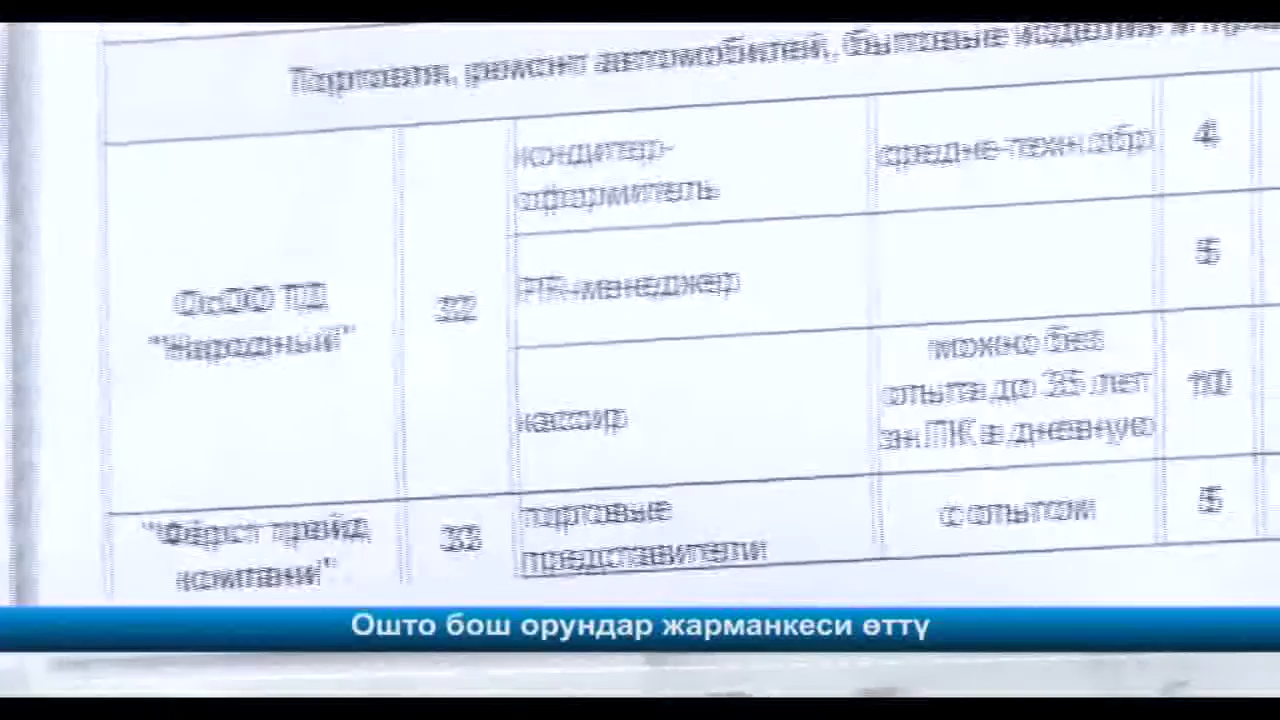 Торговля, ремонт автомобилей, бытовые изделия и
кондитер-
оформитель
средне-техн.обр
4
ОсОО ТД
"Народный"
22
PR-менеджер
5
кассир
можно без
опыта до 35 лет
зн.ПК в дневную
10
"Фёрст трейд
компани"
33
торговые
представители
с опытом
5
Ошто бош орундар жарманкеси өттү